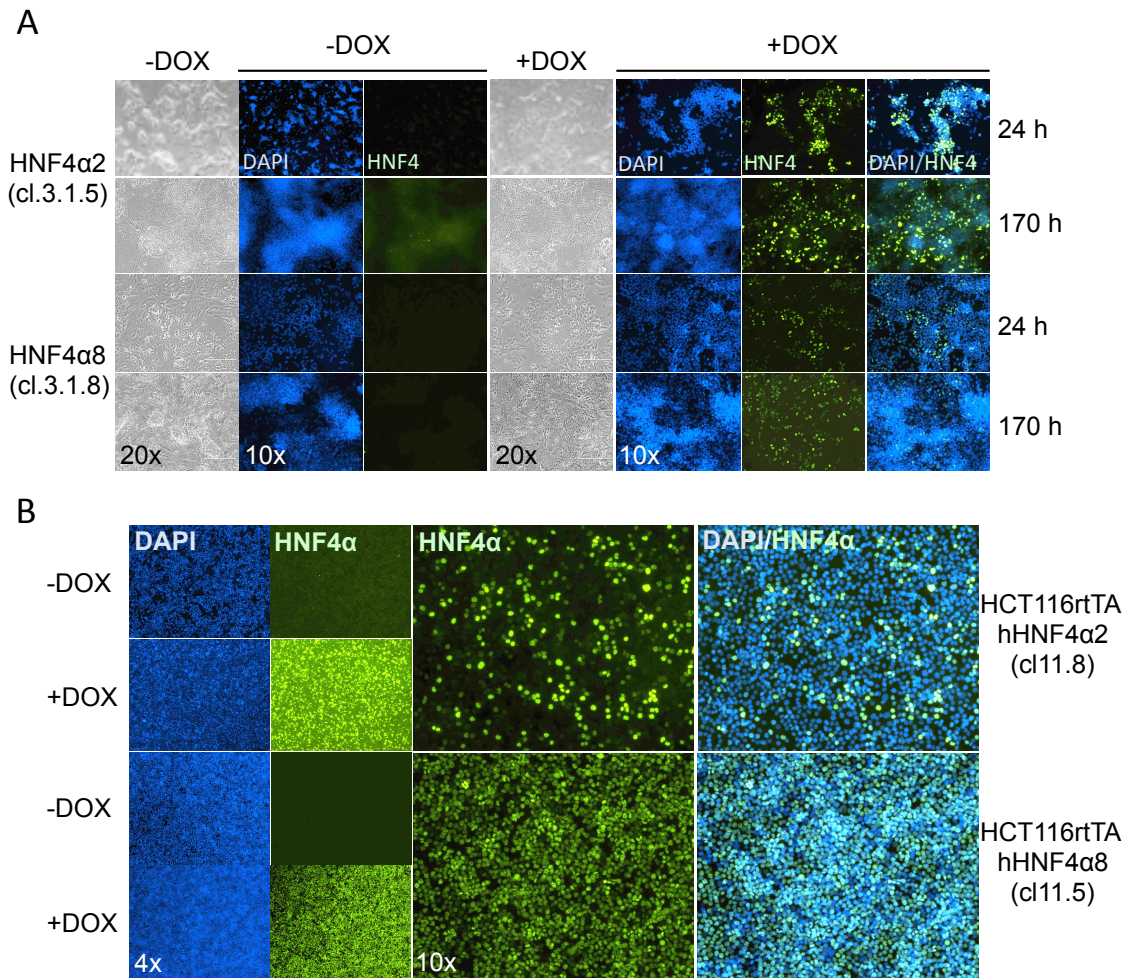 A
-DOX
-DOX
+DOX
+DOX
HNF4α2
(cl.3.1.5)
DAPI
HNF4
DAPI
HNF4
DAPI/HNF4
24 h
170 h
HNF4α8
(cl.3.1.8)
24 h
20x
10x
20x
10x
170 h
B
DAPI
HNF4α
HNF4α
DAPI/HNF4α
-DOX
+DOX
HCT116rtTA
hHNF4α2
(cl11.8)
-DOX
+DOX
HCT116rtTA
hHNF4α8
(cl11.5)
4x
10x